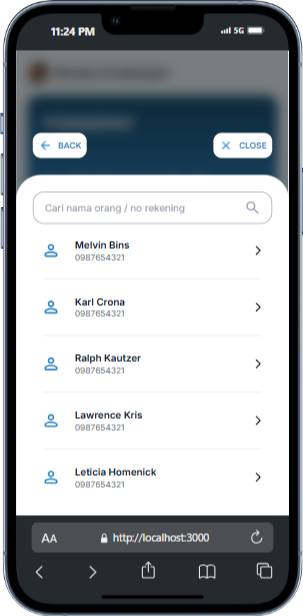 11:24 PM
5G
BACK
CLOSE
Cari nama orang / no rekening
Melvin Bins
0987654321
Karl Crona
0987654321
Ralph Kautzer
0987654321
Lawrence Kris
0987654321
Leticia Homenick
0987654321
AA http://localhost:3000